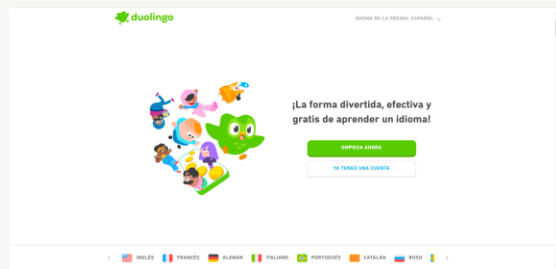 duolingo
IDIOMA DE LA PÁGINA: ESPAÑOL
¡La forma divertida, efectiva y
gratis de aprender un idioma!
EMPIEZA AHORA
YA TENGO UNA CUENTA
INGLÉS FRANCÉS ALEMÁN ITALIANO PORTUGUÉS CATALÁN RUSO